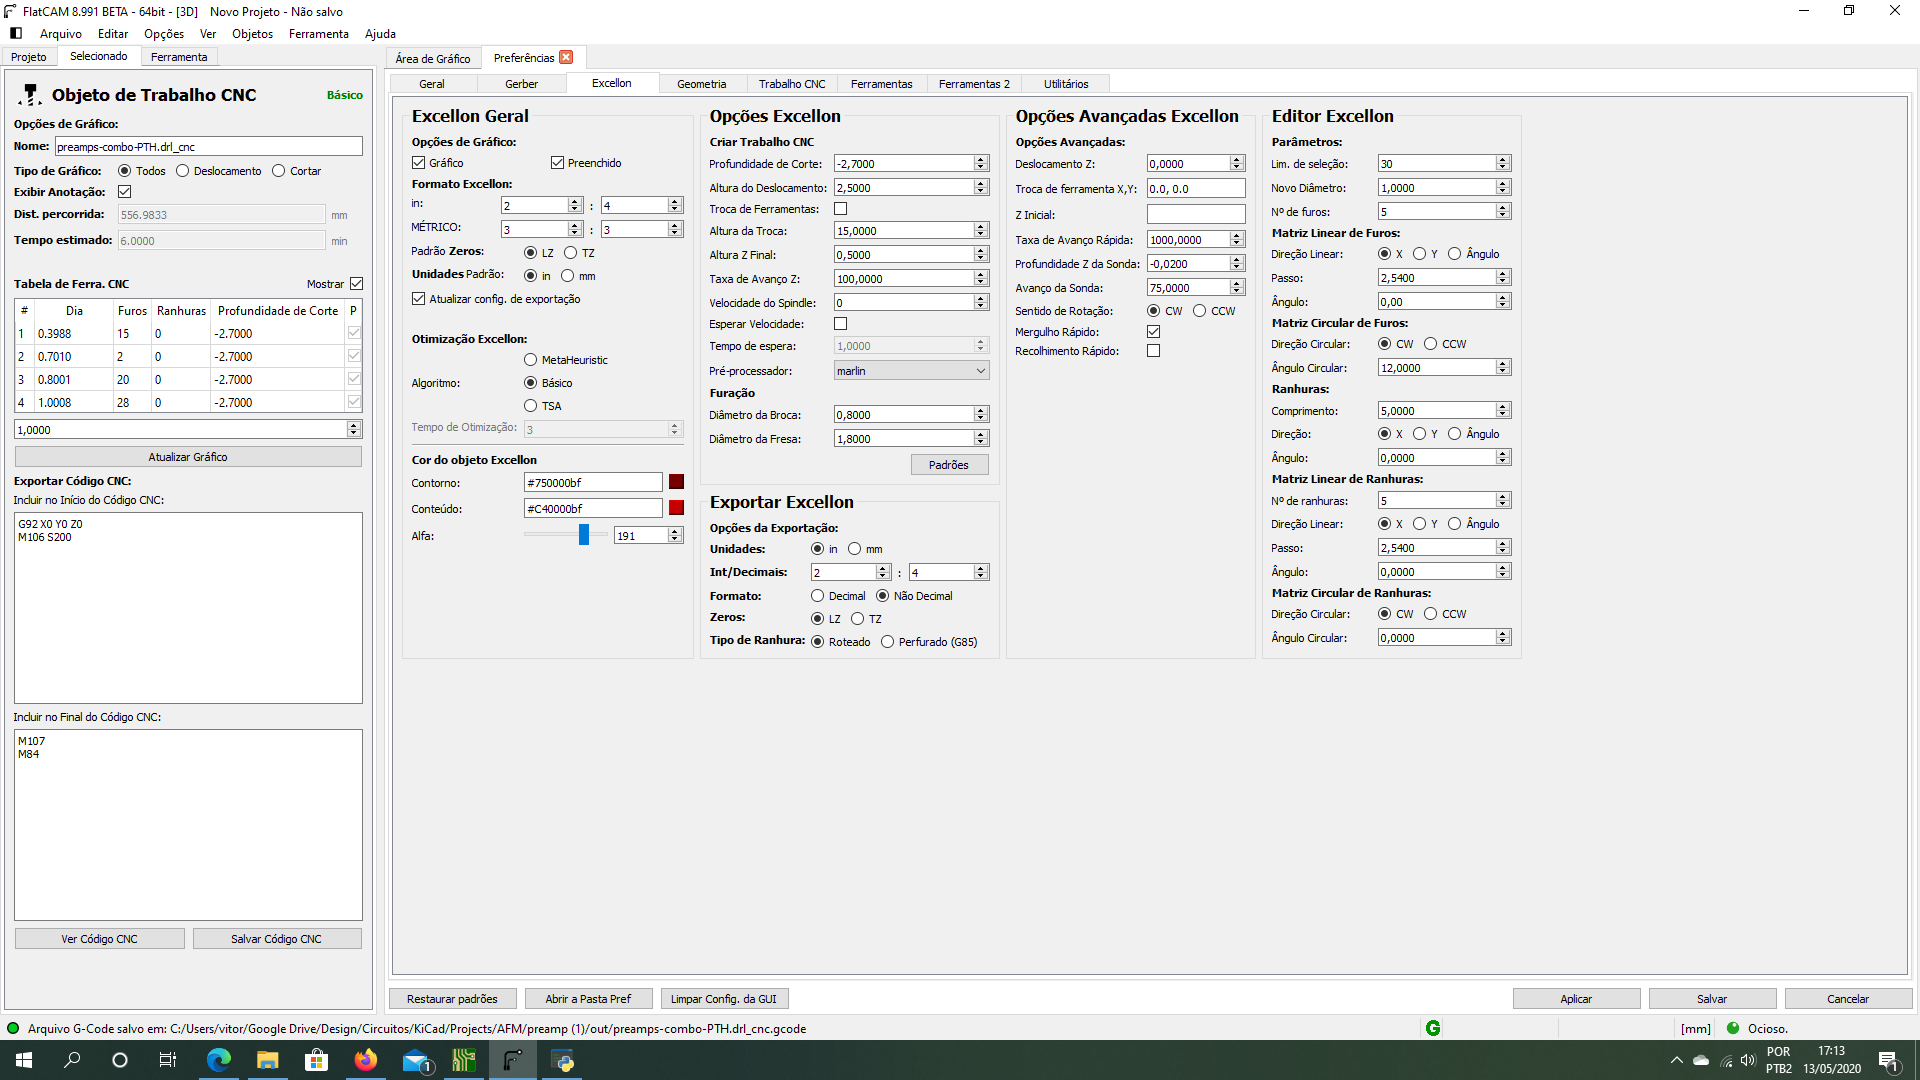 FlatCAM 8.991 BETA - 64bit - [3D]    Novo Projeto - Não salvo
Arquivo Editar Opções Ver Objetos Ferramenta Ajuda
Projeto Selecionado Ferramenta
Objeto de Trabalho CNC Básico
Opções de Gráfico:
Nome: preamps-combo-PTH.drl_cnc
Tipo de Gráfico: Todos Deslocamento Cortar
Exibir Anotação:
Dist. percorrida: 556.9833 mm
Tempo estimado: 6.0000 min
Tabela de Ferra. CNC Mostrar
# Dia Furos Ranhuras Profundidade de Corte P
1 0.3988 15 0 -2.7000
2 0.7010 2 0 -2.7000
3 0.8001 20 0 -2.7000
4 1.0008 28 0 -2.7000
1,0000
Atualizar Gráfico
Exportar Código CNC:
Incluir no Início do Código CNC:
G92 X0 Y0 Z0
M106 S200
Incluir no Final do Código CNC:
M107
M84
Ver Código CNC Salvar Código CNC
Área de Gráfico Preferências
Geral Gerber Excellon Geometria Trabalho CNC Ferramentas Ferramentas 2 Utilitários
Excellon Geral
Opções de Gráfico:
Gráfico Preenchido
Formato Excellon:
in: 2 : 4
MÉTRICO: 3 : 3
Padrão Zeros: LZ TZ
Unidades Padrão: in mm
Atualizar config. de exportação
Otimização Excellon:
MetaHeuristic
Algoritmo: Básico
TSA
Tempo de Otimização: 3
Cor do objeto Excellon
Contorno: #750000bf
Conteúdo: #C40000bf
Alfa: 191
Opções Excellon
Criar Trabalho CNC
Profundidade de Corte: -2,7000
Altura do Deslocamento: 2,5000
Troca de Ferramentas:
Altura da Troca: 15,0000
Altura Z Final: 0,5000
Taxa de Avanço Z: 100,0000
Velocidade do Spindle: 0
Esperar Velocidade:
Tempo de espera: 1,0000
Pré-processador: marlin
Furação
Diâmetro da Broca: 0,8000
Diâmetro da Fresa: 1,8000
Padrões
Exportar Excellon
Opções da Exportação:
Unidades: in mm
Int/Decimais: 2 : 4
Formato: Decimal Não Decimal
Zeros: LZ TZ
Tipo de Ranhura: Roteado Perfurado (G85)
Opções Avançadas Excellon
Opções Avançadas:
Deslocamento Z: 0,0000
Troca de ferramenta X,Y: 0.0, 0.0
Z Inicial:
Taxa de Avanço Rápida: 1000,0000
Profundidade Z da Sonda: -0,0200
Avanço da Sonda: 75,0000
Sentido de Rotação: CW CCW
Mergulho Rápido:
Recolhimento Rápido:
Editor Excellon
Parâmetros:
Lim. de seleção: 30
Novo Diâmetro: 1,0000
Nº de furos: 5
Matriz Linear de Furos:
Direção Linear: X Y Ângulo
Passo: 2,5400
Ângulo: 0,00
Matriz Circular de Furos:
Direção Circular: CW CCW
Ângulo Circular: 12,0000
Ranhuras:
Comprimento: 5,0000
Direção: X Y Ângulo
Ângulo: 0,0000
Matriz Linear de Ranhuras:
Nº de ranhuras: 5
Direção Linear: X Y Ângulo
Passo: 2,5400
Ângulo: 0,0000
Matriz Circular de Ranhuras:
Direção Circular: CW CCW
Ângulo Circular: 0,0000
Restaurar padrões Abrir a Pasta Pref Limpar Config. da GUI Aplicar Salvar Cancelar
Arquivo G-Code salvo em: C:/Users/vitor/Google Drive/Design/Circuitos/KiCad/Projects/AFM/preamp (1)/out/preamps-combo-PTH.drl_cnc.gcode G [mm] Ocioso.
1
POR 17:13
PTB2 13/05/2020 1